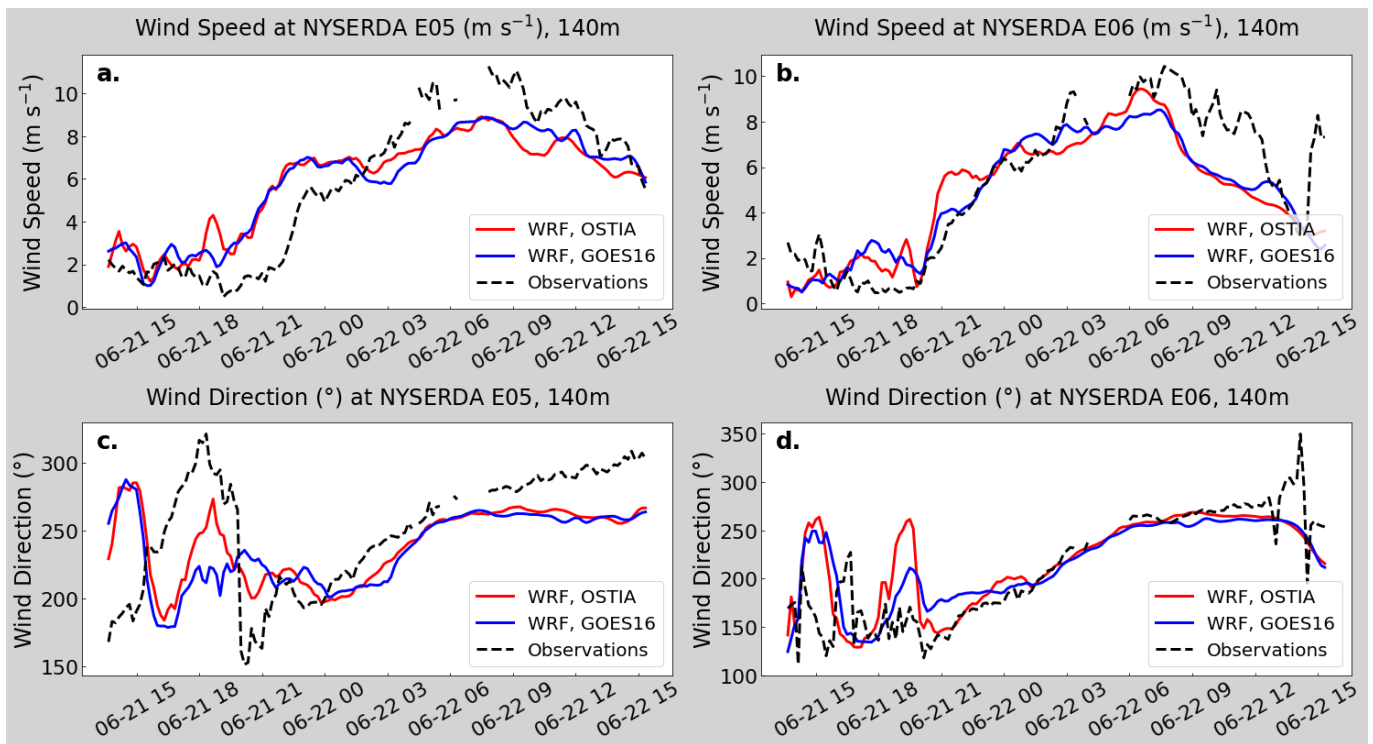 Wind Speed at NYSERDA E05 (m s⁻¹), 140m
a.
Wind Speed (m s⁻¹)
10
8
6
4
2
0
WRF, OSTIA
WRF, GOES16
Observations
06-21 15
06-21 18
06-21 21
06-22 00
06-22 03
06-22 06
06-22 09
06-22 12
06-22 15
Wind Speed at NYSERDA E06 (m s⁻¹), 140m
b.
Wind Speed (m s⁻¹)
10
8
6
4
2
0
WRF, OSTIA
WRF, GOES16
Observations
06-21 15
06-21 18
06-21 21
06-22 00
06-22 03
06-22 06
06-22 09
06-22 12
06-22 15
Wind Direction (°) at NYSERDA E05, 140m
c.
Wind Direction (°)
300
250
200
150
WRF, OSTIA
WRF, GOES16
Observations
06-21 15
06-21 18
06-21 21
06-22 00
06-22 03
06-22 06
06-22 09
06-22 12
06-22 15
Wind Direction (°) at NYSERDA E06, 140m
d.
Wind Direction (°)
350
300
250
200
150
100
WRF, OSTIA
WRF, GOES16
Observations
06-21 15
06-21 18
06-21 21
06-22 00
06-22 03
06-22 06
06-22 09
06-22 12
06-22 15